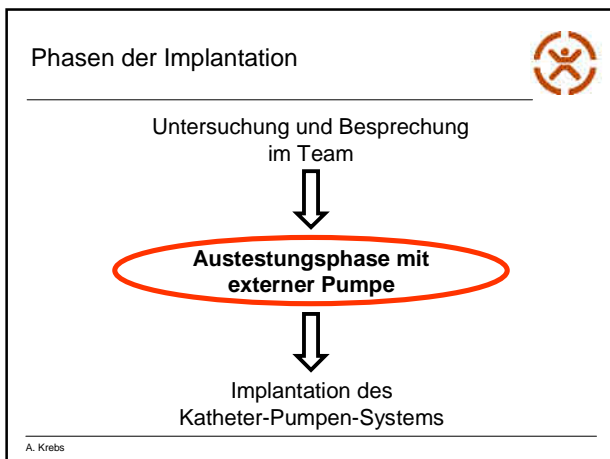 Phasen der Implantation
Untersuchung und Besprechung
im Team
Austestungsphase mit
externer Pumpe
Implantation des
Katheter-Pumpen-Systems
A. Krebs